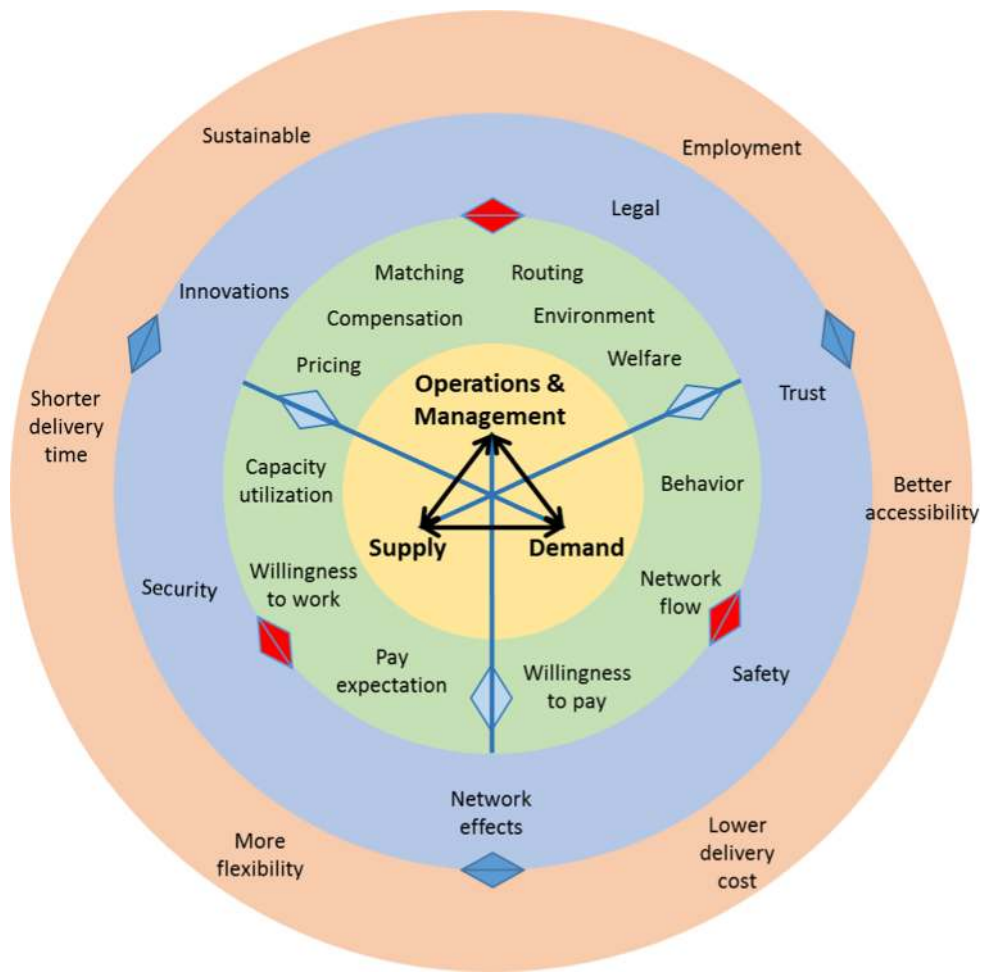 Sustainable
Employment
Legal
Matching
Routing
Innovations
Compensation
Environment
Pricing
Welfare
Operations &
Management
Shorter
delivery
time
Trust
Capacity
utilization
Behavior
Better
accessibility
Supply
Demand
Security
Willingness
to work
Network
flow
Pay
expectation
Willingness
to pay
Safety
Network
effects
More
flexibility
Lower
delivery
cost